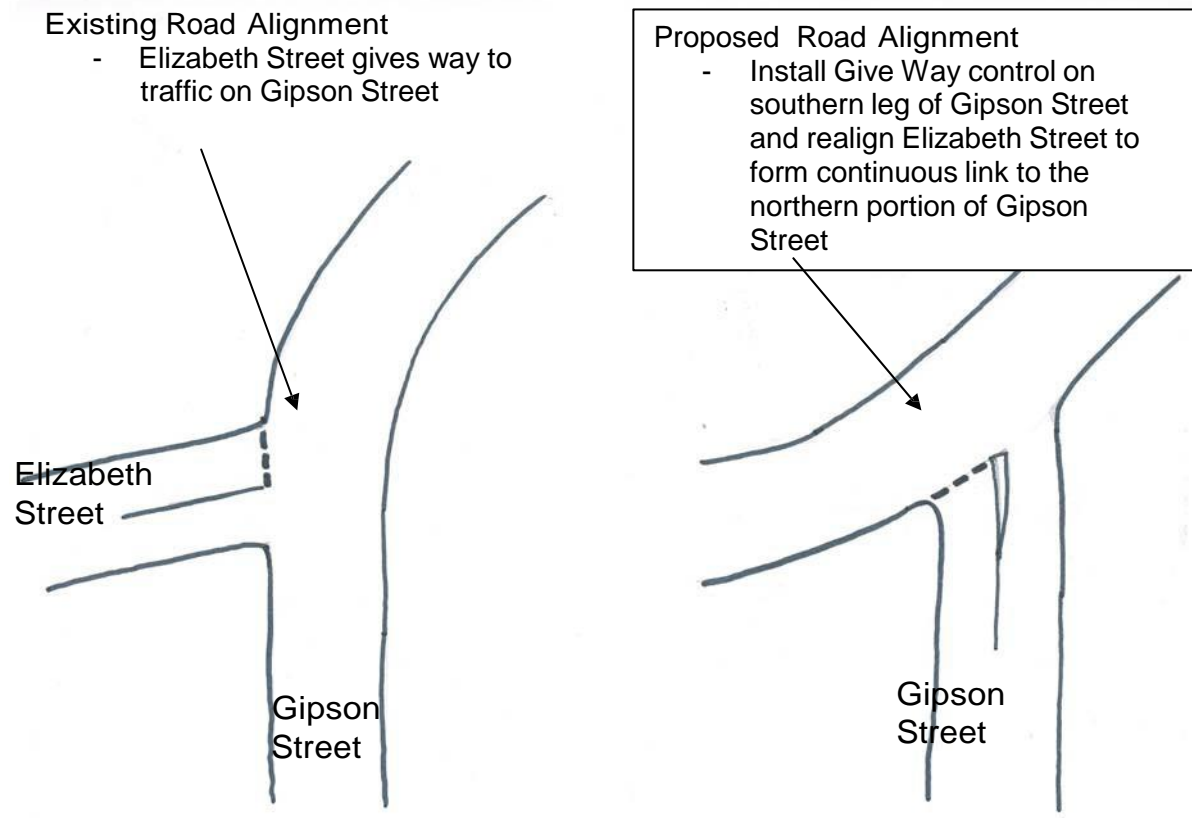 Existing Road Alignment
- Elizabeth Street gives way to
traffic on Gipson Street
Proposed Road Alignment
- Install Give Way control on
southern leg of Gipson Street
and realign Elizabeth Street to
form continuous link to the
northern portion of Gipson
Street
Elizabeth
Street
Gipson
Street
Gipson
Street